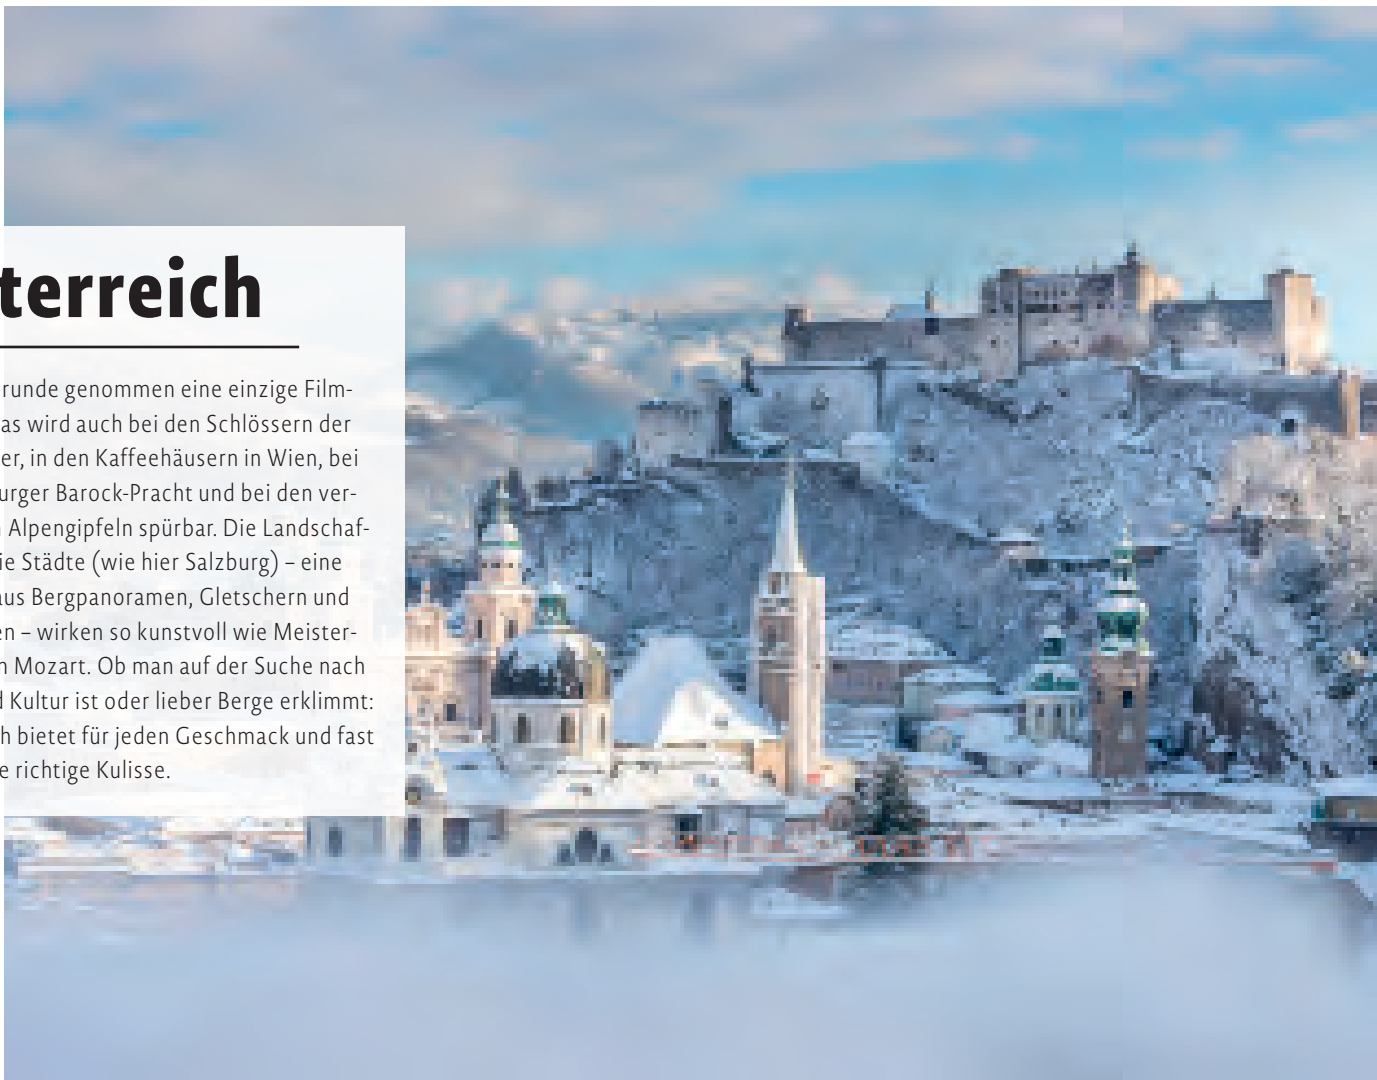 terreich
runde genommen eine einzige Film-
as wird auch bei den Schlössern der
er, in den Kaffeehäusern in Wien, bei
urger Barock-Pracht und bei den ver-
Alpengipfeln spürbar. Die Landschaf-
ie Städte (wie hier Salzburg) – eine
aus Bergpanoramen, Gletschern und
en – wirken so kunstvoll wie Meister-
n Mozart. Ob man auf der Suche nach
d Kultur ist oder lieber Berge erklimmt:
h bietet für jeden Geschmack und fast
e richtige Kulisse.